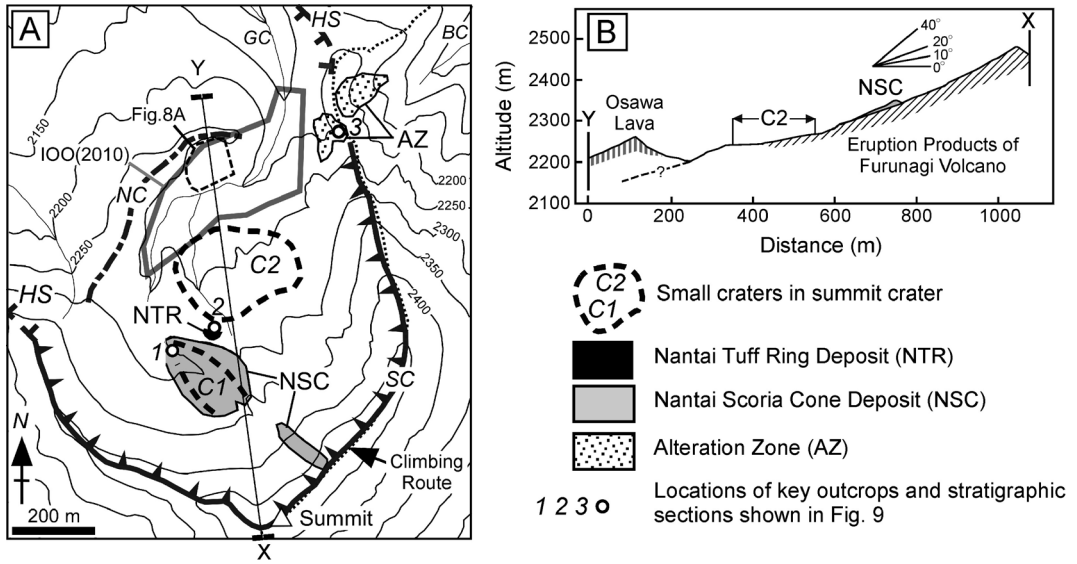 A
HS
GC
BC
Y
Fig.8A
2150
IOO(2010)
3
AZ
NC
2200
2200
2250
2300
2250
2350
C2
2400
HS
2
NTR
1
NSC
C1
SC
N
Climbing
Route
200 m
Summit
X
B
X
2500
40°
20°
10°
0°
2400
NSC
Altitude (m)
Y
Osawa
Lava
2300
C2
2200
?
Eruption Products of
Furunagi Volcano
2100
0
200
400
600
800
1000
Distance (m)
C2
C1
Small craters in summit crater
Nantai Tuff Ring Deposit (NTR)
Nantai Scoria Cone Deposit (NSC)
Alteration Zone (AZ)
1 2 3
Locations of key outcrops and stratigraphic
sections shown in Fig. 9